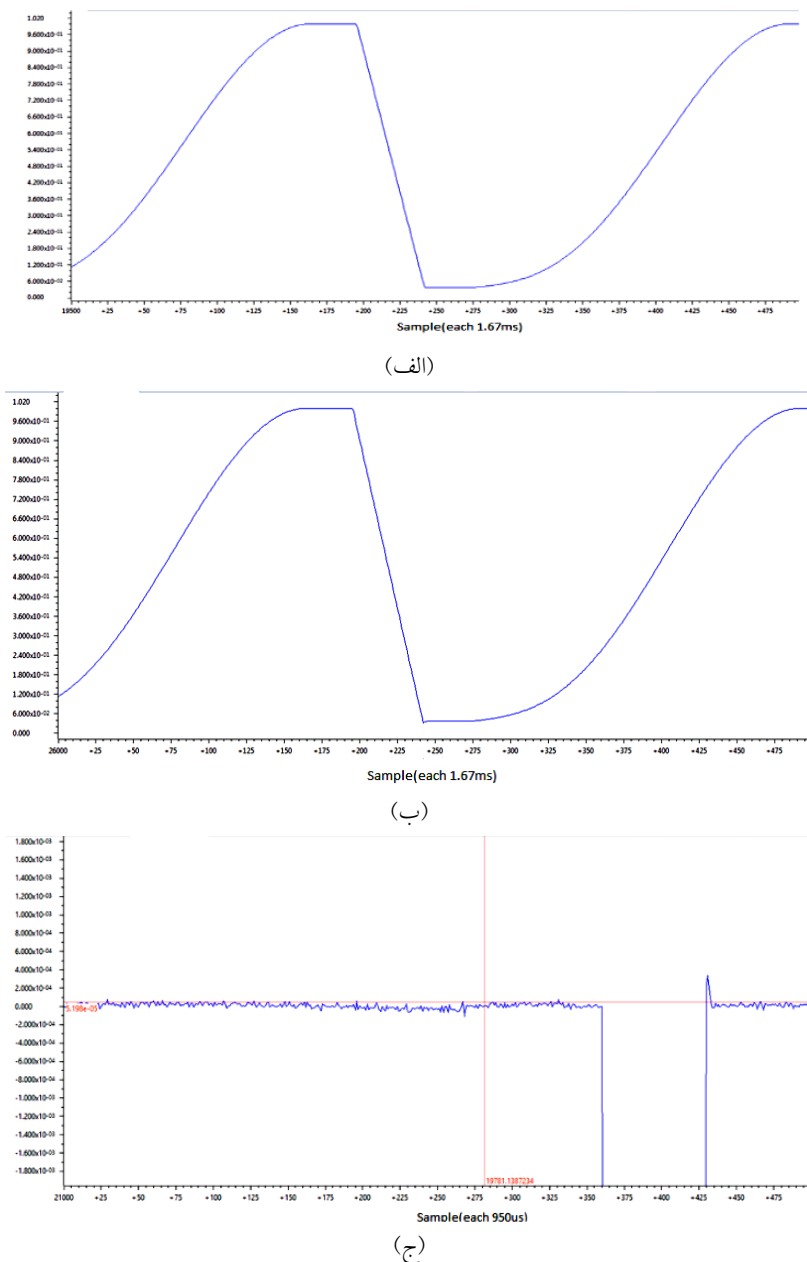 1.020
9.600x10-01
9.000x10-01
8.400x10-01
7.800x10-01
7.200x10-01
6.600x10-01
6.000x10-01
5.400x10-01
4.800x10-01
4.200x10-01
3.600x10-01
3.000x10-01
2.400x10-01
1.800x10-01
1.200x10-01
6.000x10-02
0.000
19500 +25 +50 +75 +100 +125 +150 +175 +200 +225 +250 +275 +300 +325 +350 +375 +400 +425 +450 +475
Sample(each 1.67ms)
(الف)
1.020
9.600x10-01
9.000x10-01
8.400x10-01
7.800x10-01
7.200x10-01
6.600x10-01
6.000x10-01
5.400x10-01
4.800x10-01
4.200x10-01
3.600x10-01
3.000x10-01
2.400x10-01
1.800x10-01
1.200x10-01
6.000x10-02
0.000
26000 +25 +50 +75 +100 +125 +150 +175 +200 +225 +250 +275 +300 +325 +350 +375 +400 +425 +450 +475
Sample(each 1.67ms)
(ب)
1.800x10-03
1.600x10-03
1.400x10-03
1.200x10-03
1.000x10-03
8.000x10-04
6.000x10-04
4.000x10-04
2.000x10-04
0.000
5.198e-05
-2.000x10-04
-4.000x10-04
-6.000x10-04
-8.000x10-04
-1.000x10-03
-1.200x10-03
-1.400x10-03
-1.600x10-03
-1.800x10-03
19781.1387234
21000 +25 +50 +75 +100 +125 +150 +175 +200 +225 +250 +275 +300 +325 +350 +375 +400 +425 +450 +475
Sample(each 950us)
(ج)